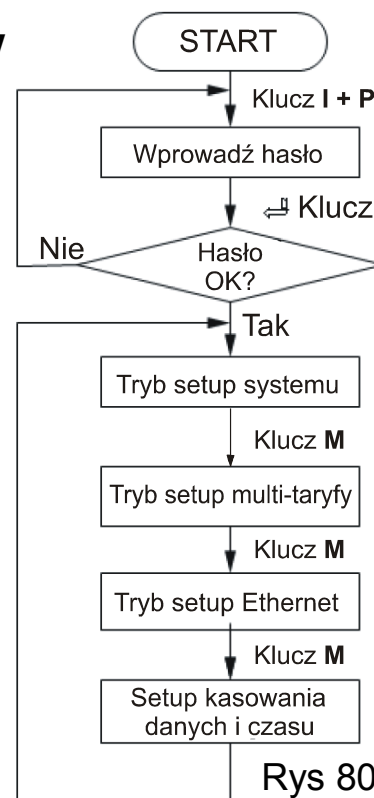 START
Klucz I + P
Wprowadź hasło
⏎ Klucz
Nie
Hasło
OK?
Tak
Tryb setup systemu
Klucz M
Tryb setup multi-taryfy
Klucz M
Tryb setup Ethernet
Klucz M
Setup kasowania
danych i czasu
Rys 80